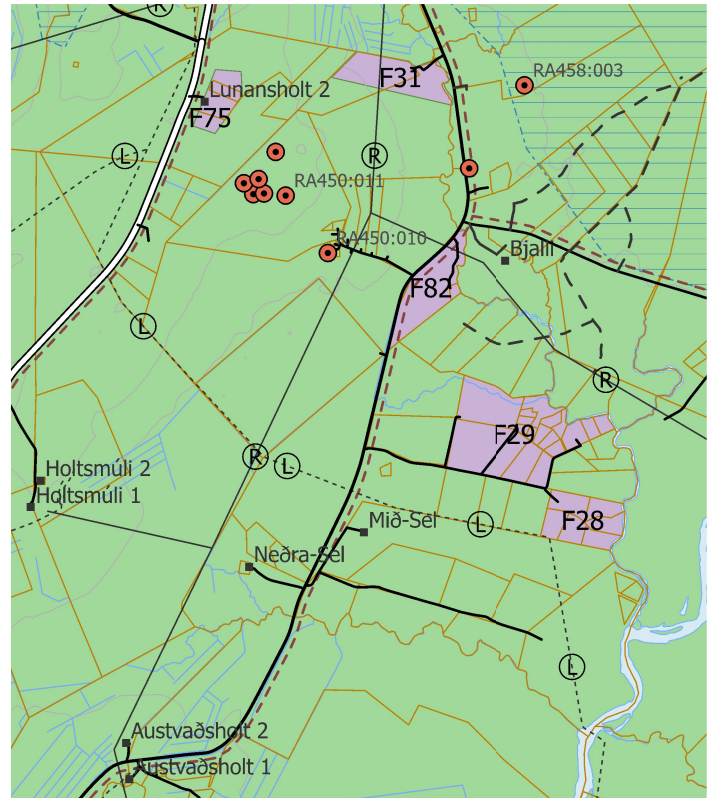 R
RA458:003
F31
Lunansholt 2
F75
L
R
RA450:011
RA450:010
Bjalli
F82
L
R
F29
R
L
Holtsmúli 2
Holtsmúli 1
Mið-Sel
L
F28
Neðra-Sel
L
Austvaðsholt 2
Austvaðsholt 1